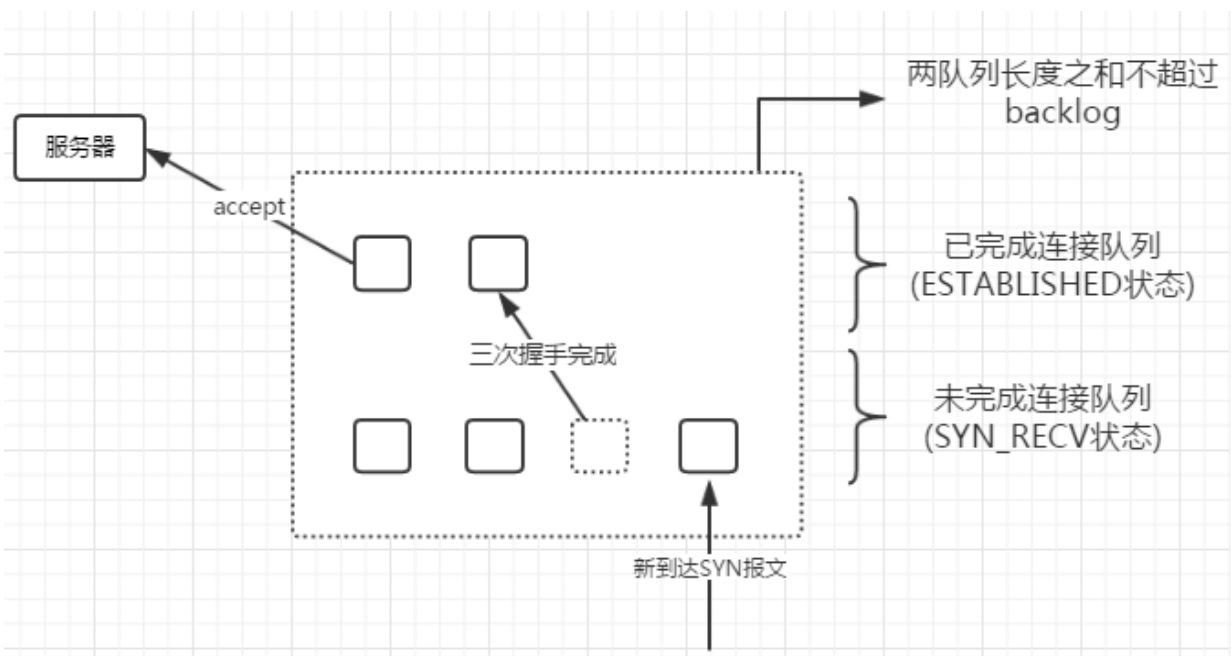 两队列长度之和不超过
backlog
服务器
accept
已完成连接队列
(ESTABLISHED状态)
三次握手完成
未完成连接队列
(SYN_RECV状态)
新到达SYN报文